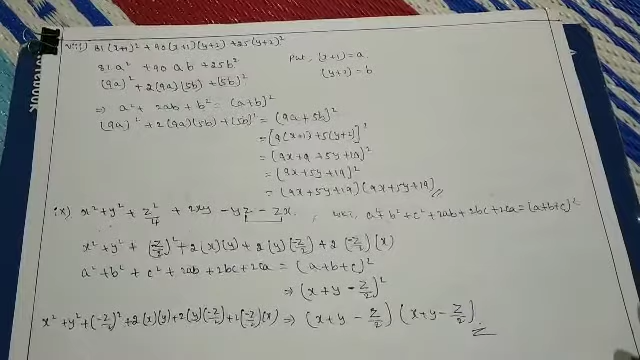 viii) 81(x+1)² + 90(x+1)(y+2) + 25(y+2)²
81a² + 90ab + 25b² Put, (x+1) = a
(9a)² + 2(9a)(5b) + (5b)² (y+2) = b
⇒ a² + 2ab + b² = (a+b)²
(9a)² + 2(9a)(5b) + (5b)² = (9a + 5b)²
= [9(x+1) + 5(y+2)]²
= (9x + 9 + 5y + 10)²
= (9x + 5y + 19)²
= (9x + 5y + 19)(9x + 5y + 19)
ix) x² + y² + z²/4 + 2xy - yz - zx, WKT, a² + b² + c² + 2ab + 2bc + 2ca = (a+b+c)²
x² + y² + (-z/2)² + 2(x)(y) + 2(y)(-z/2) + 2(-z/2)(x)
a² + b² + c² + 2ab + 2bc + 2ca = (a+b+c)²
⇒ (x + y - z/2)²
x² + y² + (-z/2)² + 2(x)(y) + 2(y)(-z/2) + 2(-z/2)(x) ⇒ (x + y - z/2)(x + y - z/2)